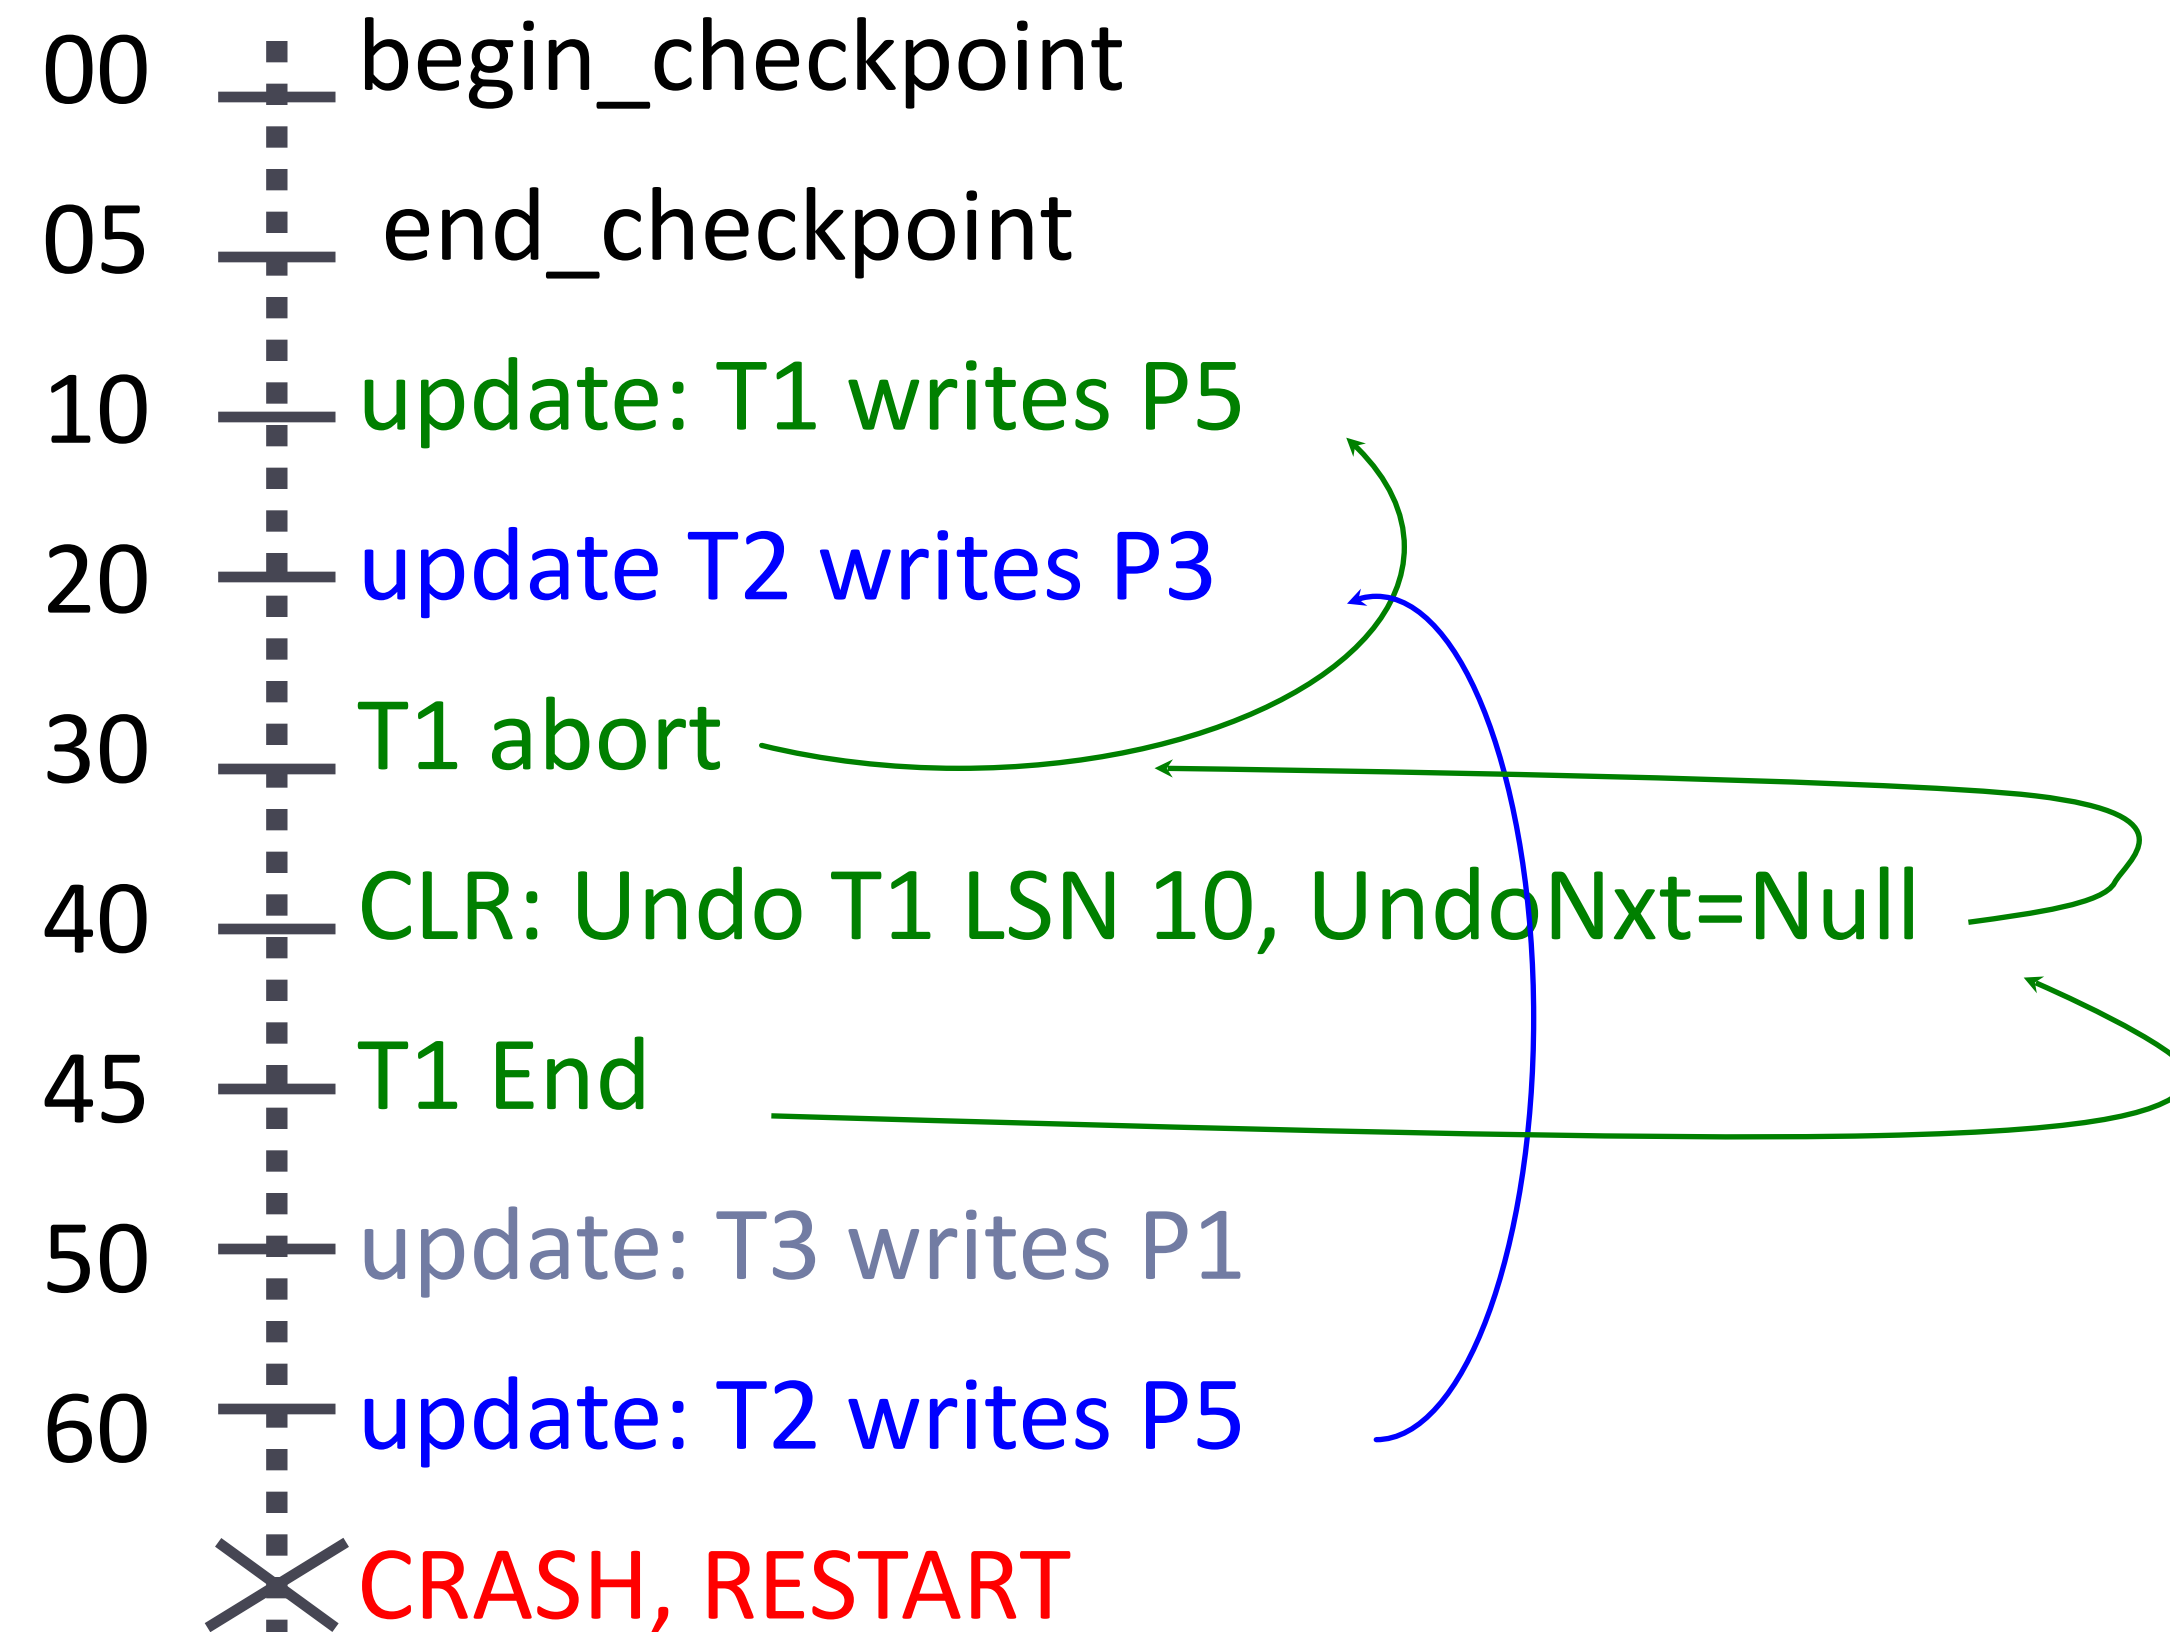 00 begin_checkpoint
05 end_checkpoint
10 update: T1 writes P5
20 update T2 writes P3
30 T1 abort
40 CLR: Undo T1 LSN 10, UndoNxt=Null
45 T1 End
50 update: T3 writes P1
60 update: T2 writes P5
CRASH, RESTART